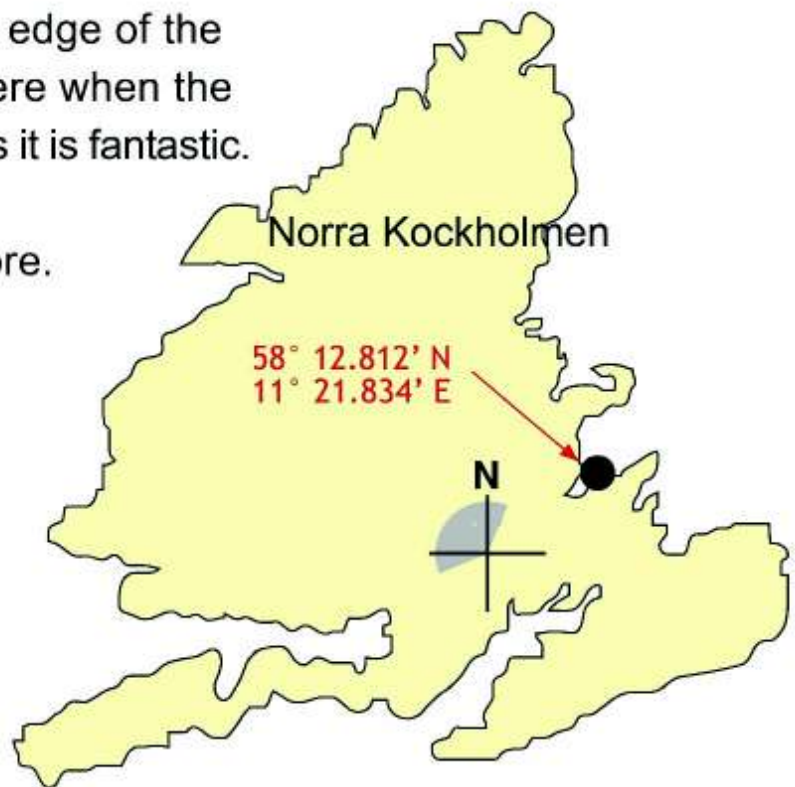 edge of the
ere when the
s it is fantastic.
ore.
Norra Kockholmen
58° 12.812’ N
11° 21.834’ E
N